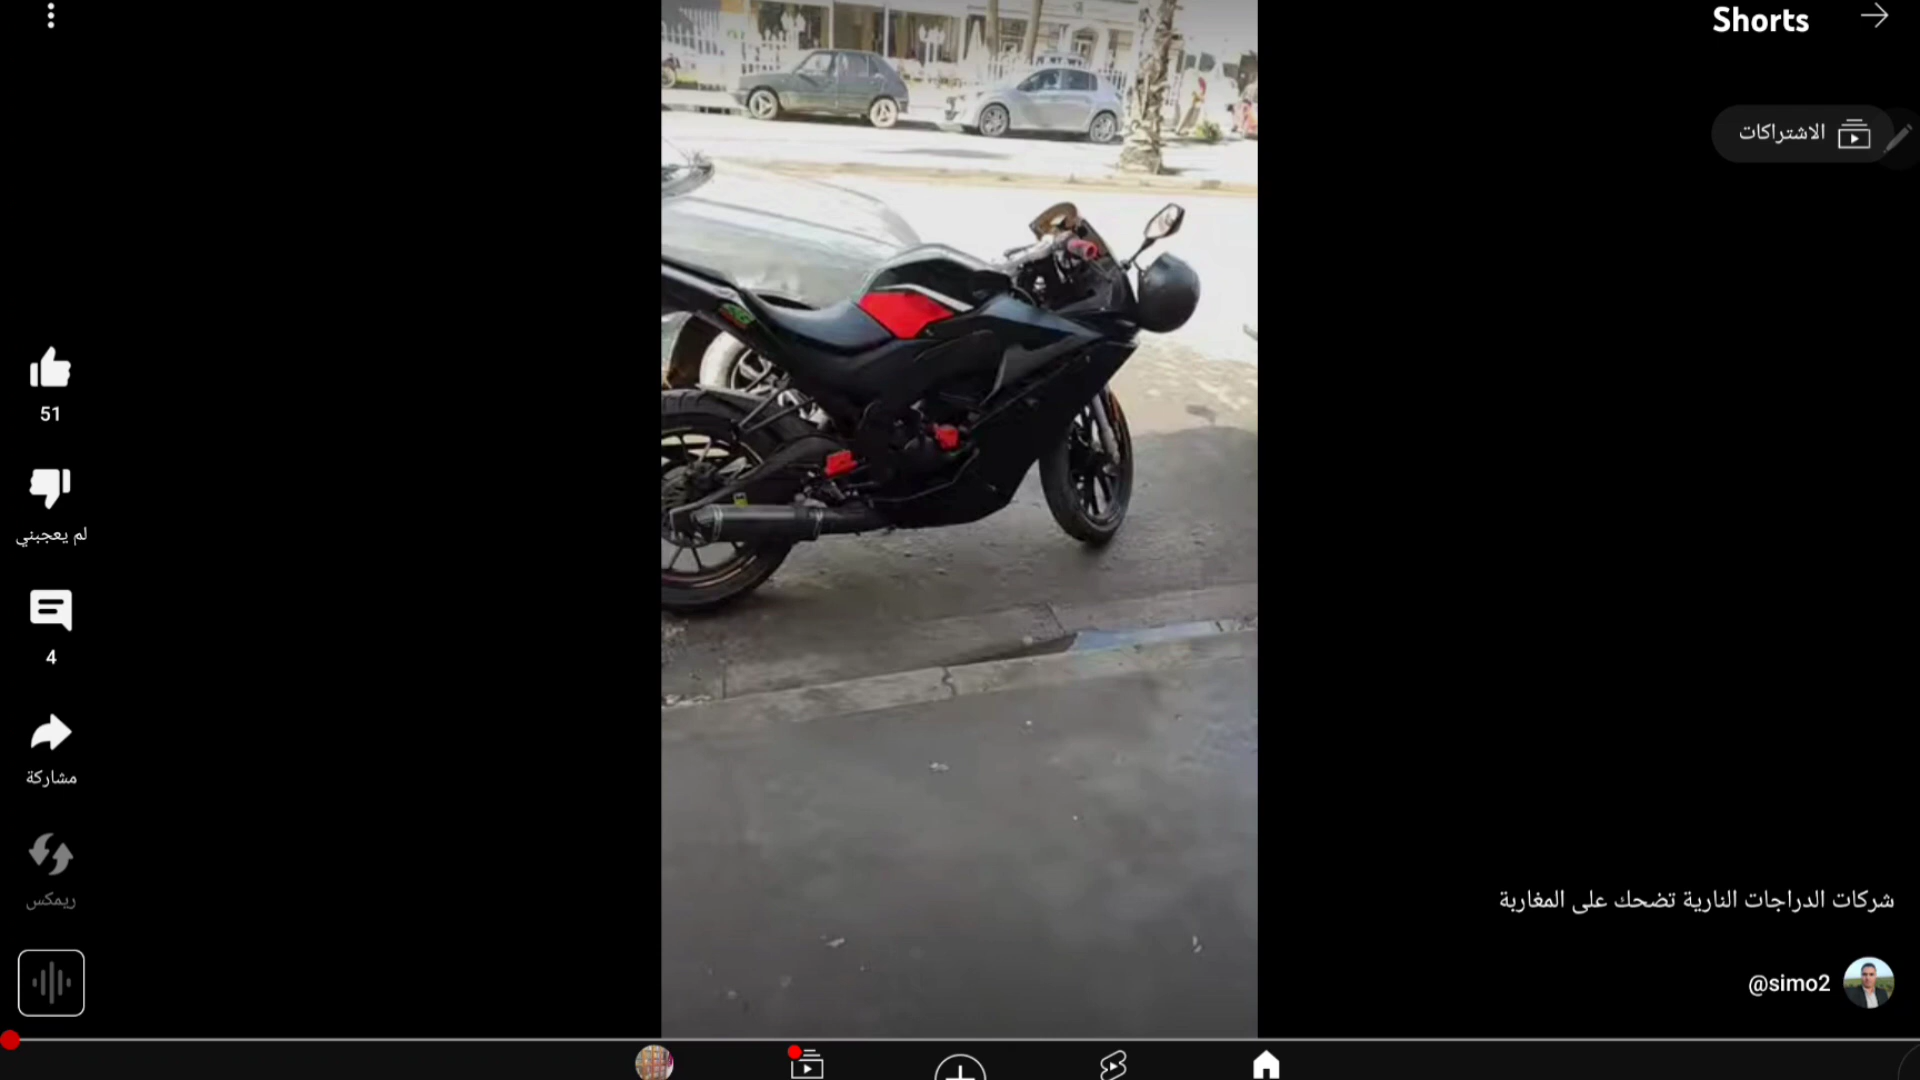 Shorts
الاشتراكات
51
لم يعجبني
4
مشاركة
ريمكس
شركات الدراجات النارية تضحك على المغاربة
@simo2